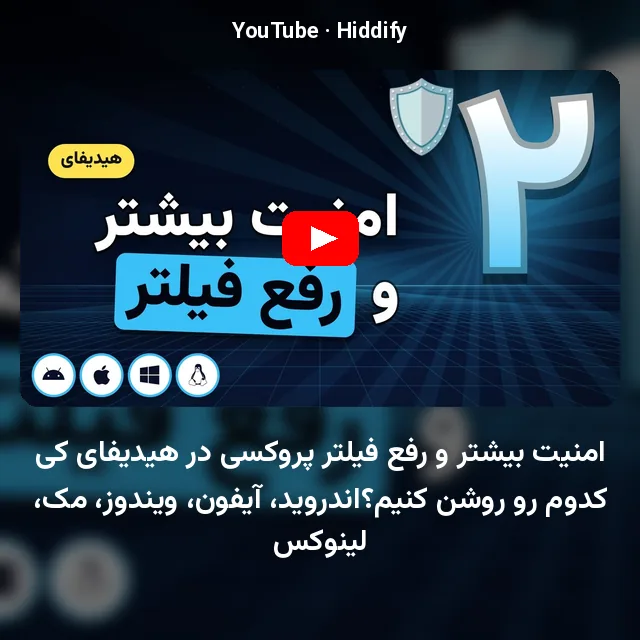 YouTube · Hiddify
۲
هیدیفای
امنیت بیشتر
و رفع فیلتر
امنیت بیشتر و رفع فیلتر پروکسی در هیدیفای کی
کدوم رو روشن کنیم؟اندروید، آیفون، ویندوز، مک،
لینوکس